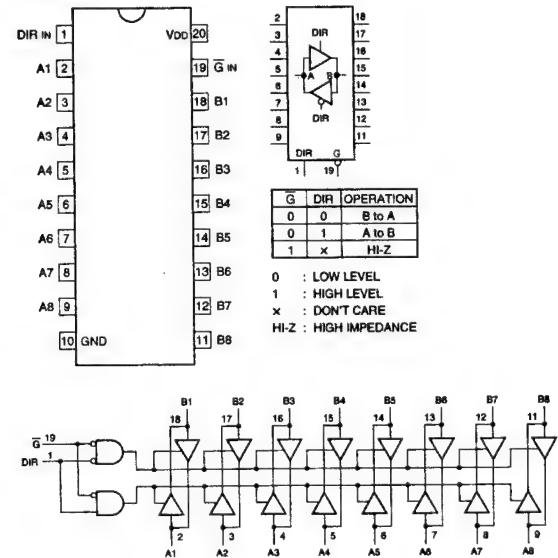 DIR IN 1
VDD 20
A1 2
19 G IN
A2 3
18 B1
A3 4
17 B2
A4 5
16 B3
A5 6
15 B4
A6 7
14 B5
A7 8
13 B6
A8 9
12 B7
10 GND
11 B8
2 18
3 17
4 16
5 15
6 14
7 13
8 12
9 11
DIR
A B
DIR
DIR G
1 19
G DIR OPERATION
0 0 B to A
0 1 A to B
1 × HI-Z
0 : LOW LEVEL
1 : HIGH LEVEL
× : DON'T CARE
HI-Z : HIGH IMPEDANCE
B1 B2 B3 B4 B5 B6 B7 B8
18 17 16 15 14 13 12 11
G 19
DIR 1
2 3 4 5 6 7 8 9
A1 A2 A3 A4 A5 A6 A7 A8